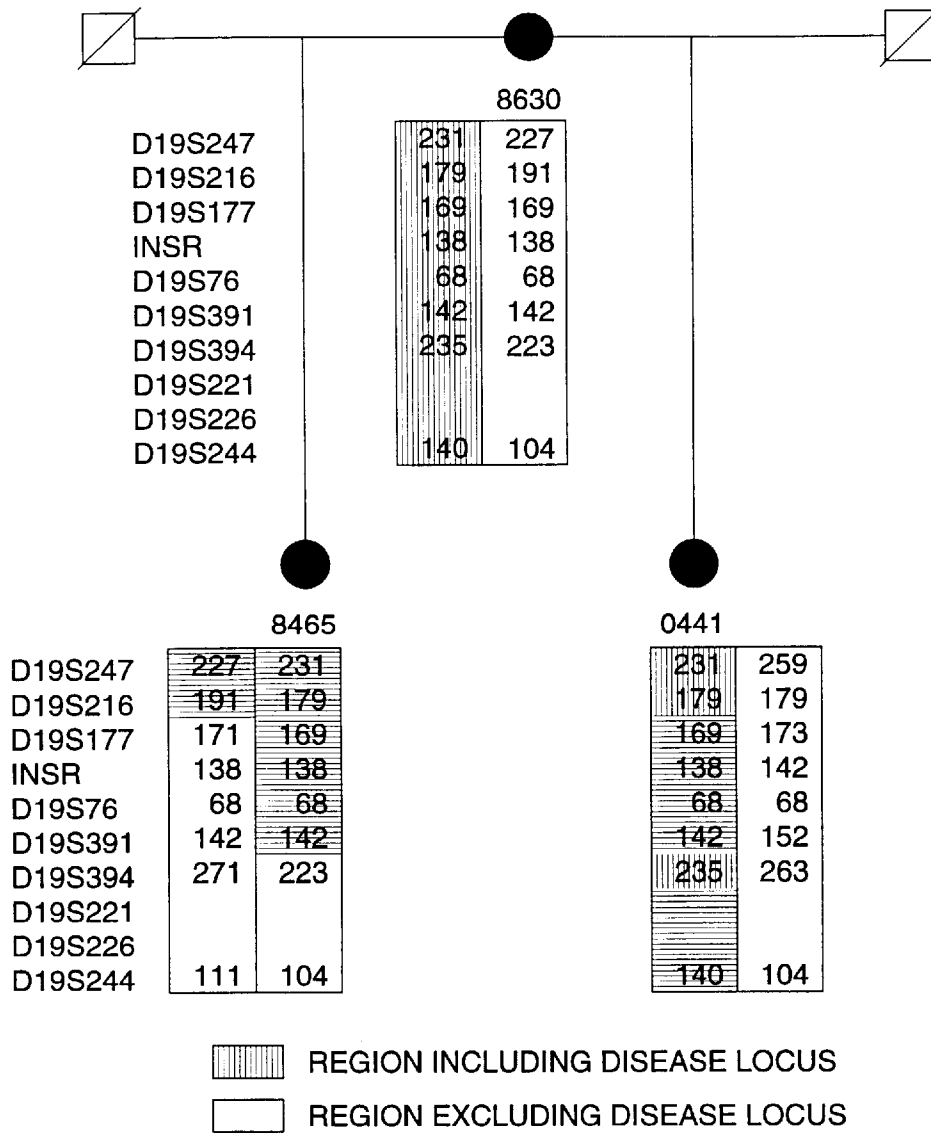 8630
D19S247 231 227
D19S216 179 191
D19S177 169 169
INSR 138 138
D19S76 68 68
D19S391 142 142
D19S394 235 223
D19S221
D19S226
D19S244 140 104
8465 0441
D19S247 227 231 231 259
D19S216 191 179 179 179
D19S177 171 169 169 173
INSR 138 138 138 142
D19S76 68 68 68 68
D19S391 142 142 142 152
D19S394 271 223 235 263
D19S221
D19S226
D19S244 111 104 140 104
REGION INCLUDING DISEASE LOCUS
REGION EXCLUDING DISEASE LOCUS